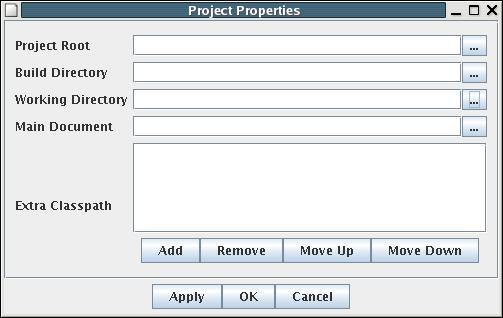 Project Properties
Project Root ...
Build Directory ...
Working Directory ...
Main Document ...
Extra Classpath
Add Remove Move Up Move Down
Apply OK Cancel